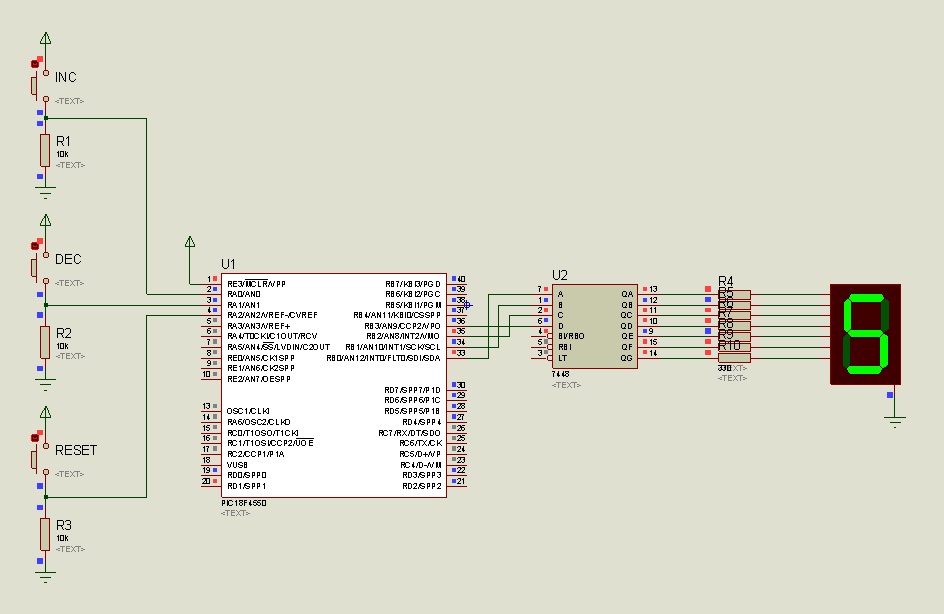 INC
<TEXT>
R1
10k
<TEXT>
DEC
<TEXT>
R2
10k
<TEXT>
RESET
<TEXT>
R3
10k
<TEXT>
U1
1 RE3/MCLR/VPP
2 RA0/AN0
3 RA1/AN1
4 RA2/AN2/VREF-/CVREF
5 RA3/AN3/VREF+
6 RA4/T0CKI/C1OUT/RCV
7 RA5/AN4/SS/LVDIN/C2OUT
8 RE0/AN5/CK1SPP
9 RE1/AN6/CK2SPP
10 RE2/AN7/OESPP
13 OSC1/CLKI
14 RA6/OSC2/CLKO
15 RC0/T1OSO/T1CKI
16 RC1/T1OSI/CCP2/UOE
17 RC2/CCP1/P1A
18 VUSB
19 RD0/SPP0
20 RD1/SPP1
RB7/KBI3/PGD 40
RB6/KBI2/PGC 39
RB5/KBI1/PGM 38
RB4/AN11/KBI0/CSSPP 37
RB3/AN9/CCP2/VPO 36
RB2/AN8/INT2/VMO 35
RB1/AN10/INT1/SCK/SCL 34
RB0/AN12/INT0/FLT0/SDI/SDA 33
RD7/SPP7/P1D 30
RD6/SPP6/P1C 29
RD5/SPP5/P1B 28
RD4/SPP4 27
RC7/RX/DT/SDO 26
RC6/TX/CK 25
RC5/D+/VP 24
RC4/D-/VM 23
RD3/SPP3 22
RD2/SPP2 21
PIC18F4550
<TEXT>
U2
7 A QA 13
1 B QB 12
2 C QC 11
6 D QD 10
4 BI/RBO QE 9
5 RBI QF 15
3 LT QG 14
7448
<TEXT>
R4
R5
R6
R7
R8
R9
R10
330
<TEXT>
<TEXT>